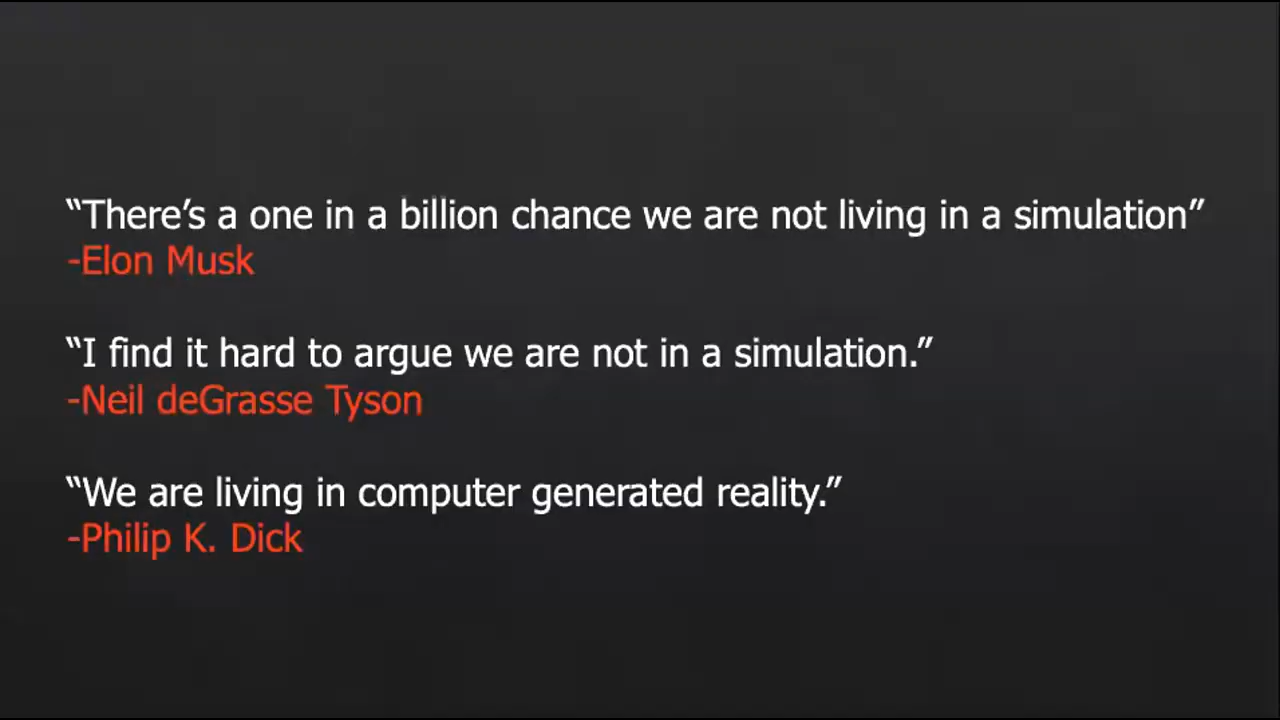 “There’s a one in a billion chance we are not living in a simulation”
-Elon Musk
“I find it hard to argue we are not in a simulation.”
-Neil deGrasse Tyson
“We are living in computer generated reality.”
-Philip K. Dick